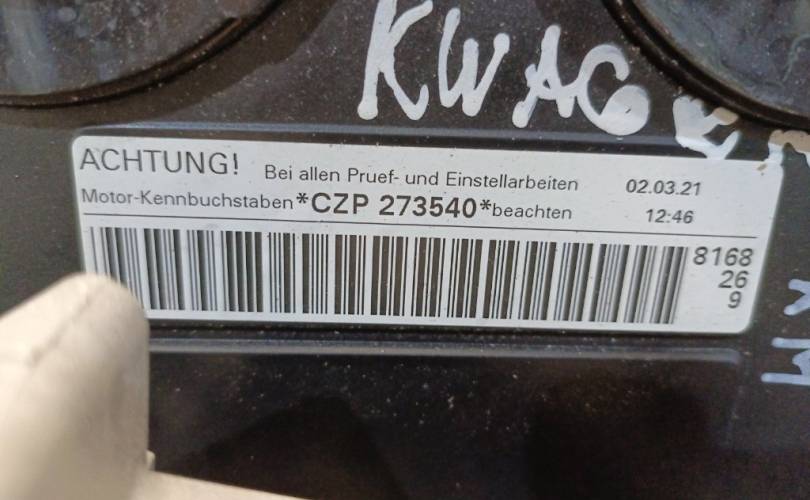 KWAG
ACHTUNG! Bei allen Pruef- und Einstellarbeiten 02.03.21
Motor-Kennbuchstaben *CZP 273540* beachten 12:46
8168
26
9